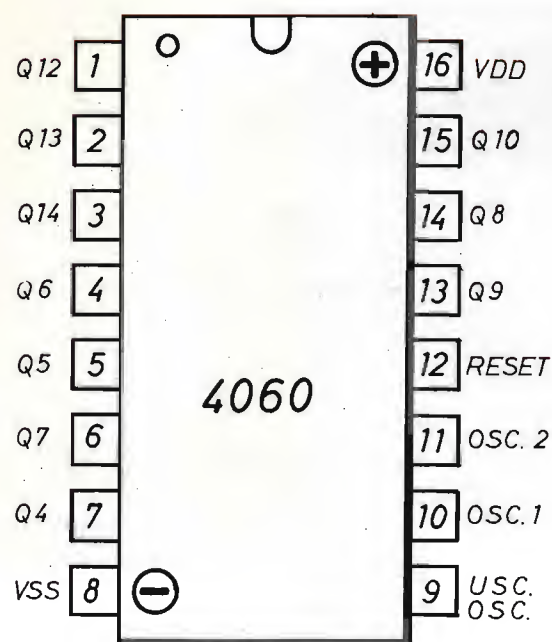 Q12 1 16 VDD
Q13 2 15 Q10
Q14 3 14 Q8
Q6 4 13 Q9
Q5 5 12 RESET
4060
Q7 6 11 OSC. 2
Q4 7 10 OSC.1
VSS 8 9 USC.
OSC.